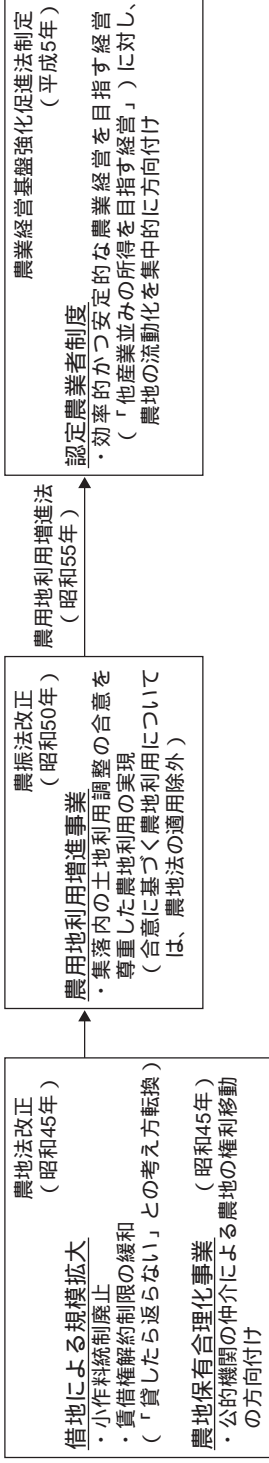 農地法改正
（昭和45年）
借地による規模拡大
・小作料統制廃止
・賃借権解約制限の緩和
（「貸したら返らない」との考え方転換）
農地保有合理化事業　（昭和45年）
・公的機関の仲介による農地の権利移動
の方向付け
農振法改正
（昭和50年）
農用地利用増進事業
・集落内の土地利用調整の合意を
尊重した農地利用の実現
（合意に基づく農地利用について
は、農地法の適用除外）
農用地利用増進法
（昭和55年）
農業経営基盤強化促進法制定
（平成5年）
認定農業者制度
・効率的かつ安定的な農業経営を目指す経営
（「他産業並みの所得を目指す経営」）に対し、
農地の流動化を集中的に方向付け